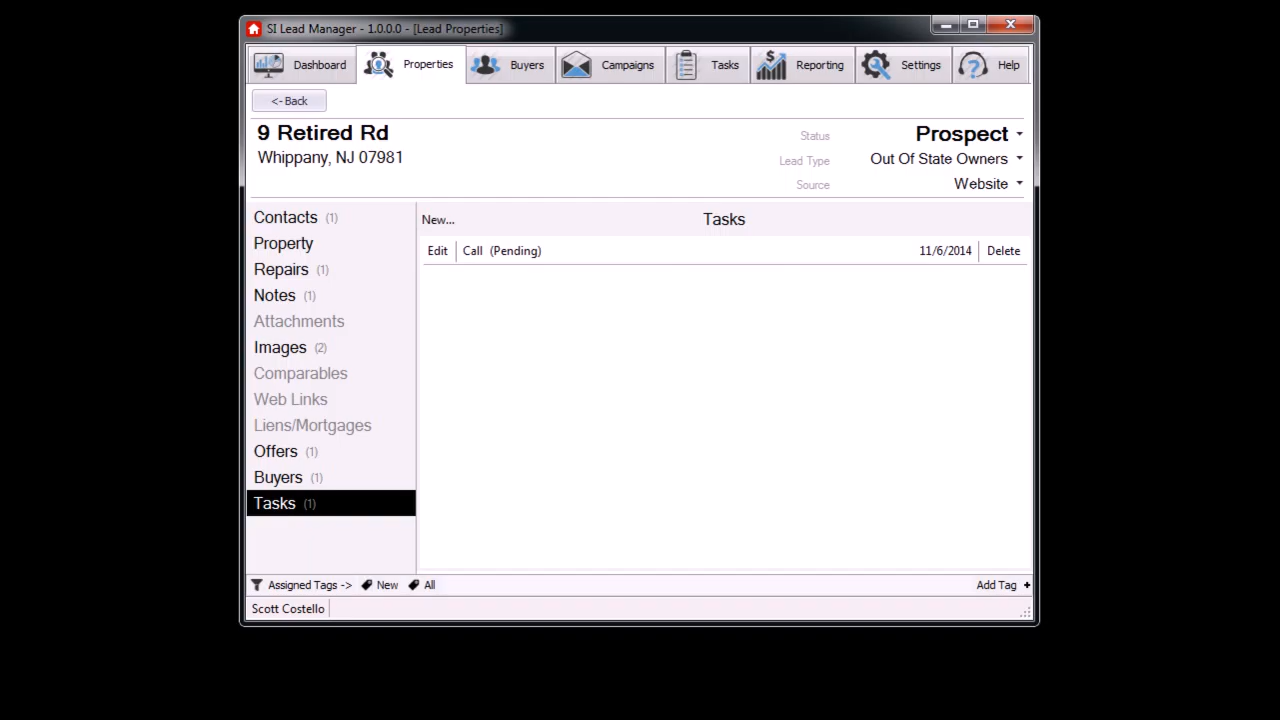 SI Lead Manager - 1.0.0.0 - [Lead Properties]
Dashboard Properties Buyers Campaigns Tasks Reporting Settings Help
<- Back
9 Retired Rd
Whippany, NJ 07981
Status Prospect
Lead Type Out Of State Owners
Source Website
Contacts (1)
Property
Repairs (1)
Notes (1)
Attachments
Images (2)
Comparables
Web Links
Liens/Mortgages
Offers (1)
Buyers (1)
Tasks (1)
New... Tasks
Edit Call (Pending) 11/6/2014 Delete
Assigned Tags -> New All Add Tag +
Scott Costello